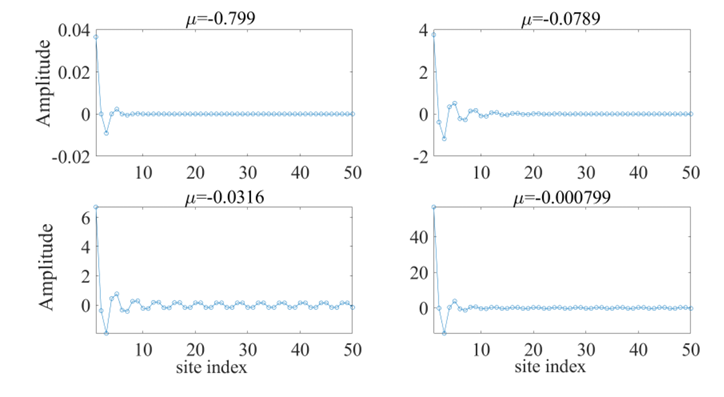 μ=-0.799
0.04
0.02
0
-0.02
Amplitude
10 20 30 40 50
μ=-0.0789
4
2
0
-2
10 20 30 40 50
μ=-0.0316
6
4
2
0
Amplitude
10 20 30 40 50
site index
μ=-0.000799
40
20
0
10 20 30 40 50
site index